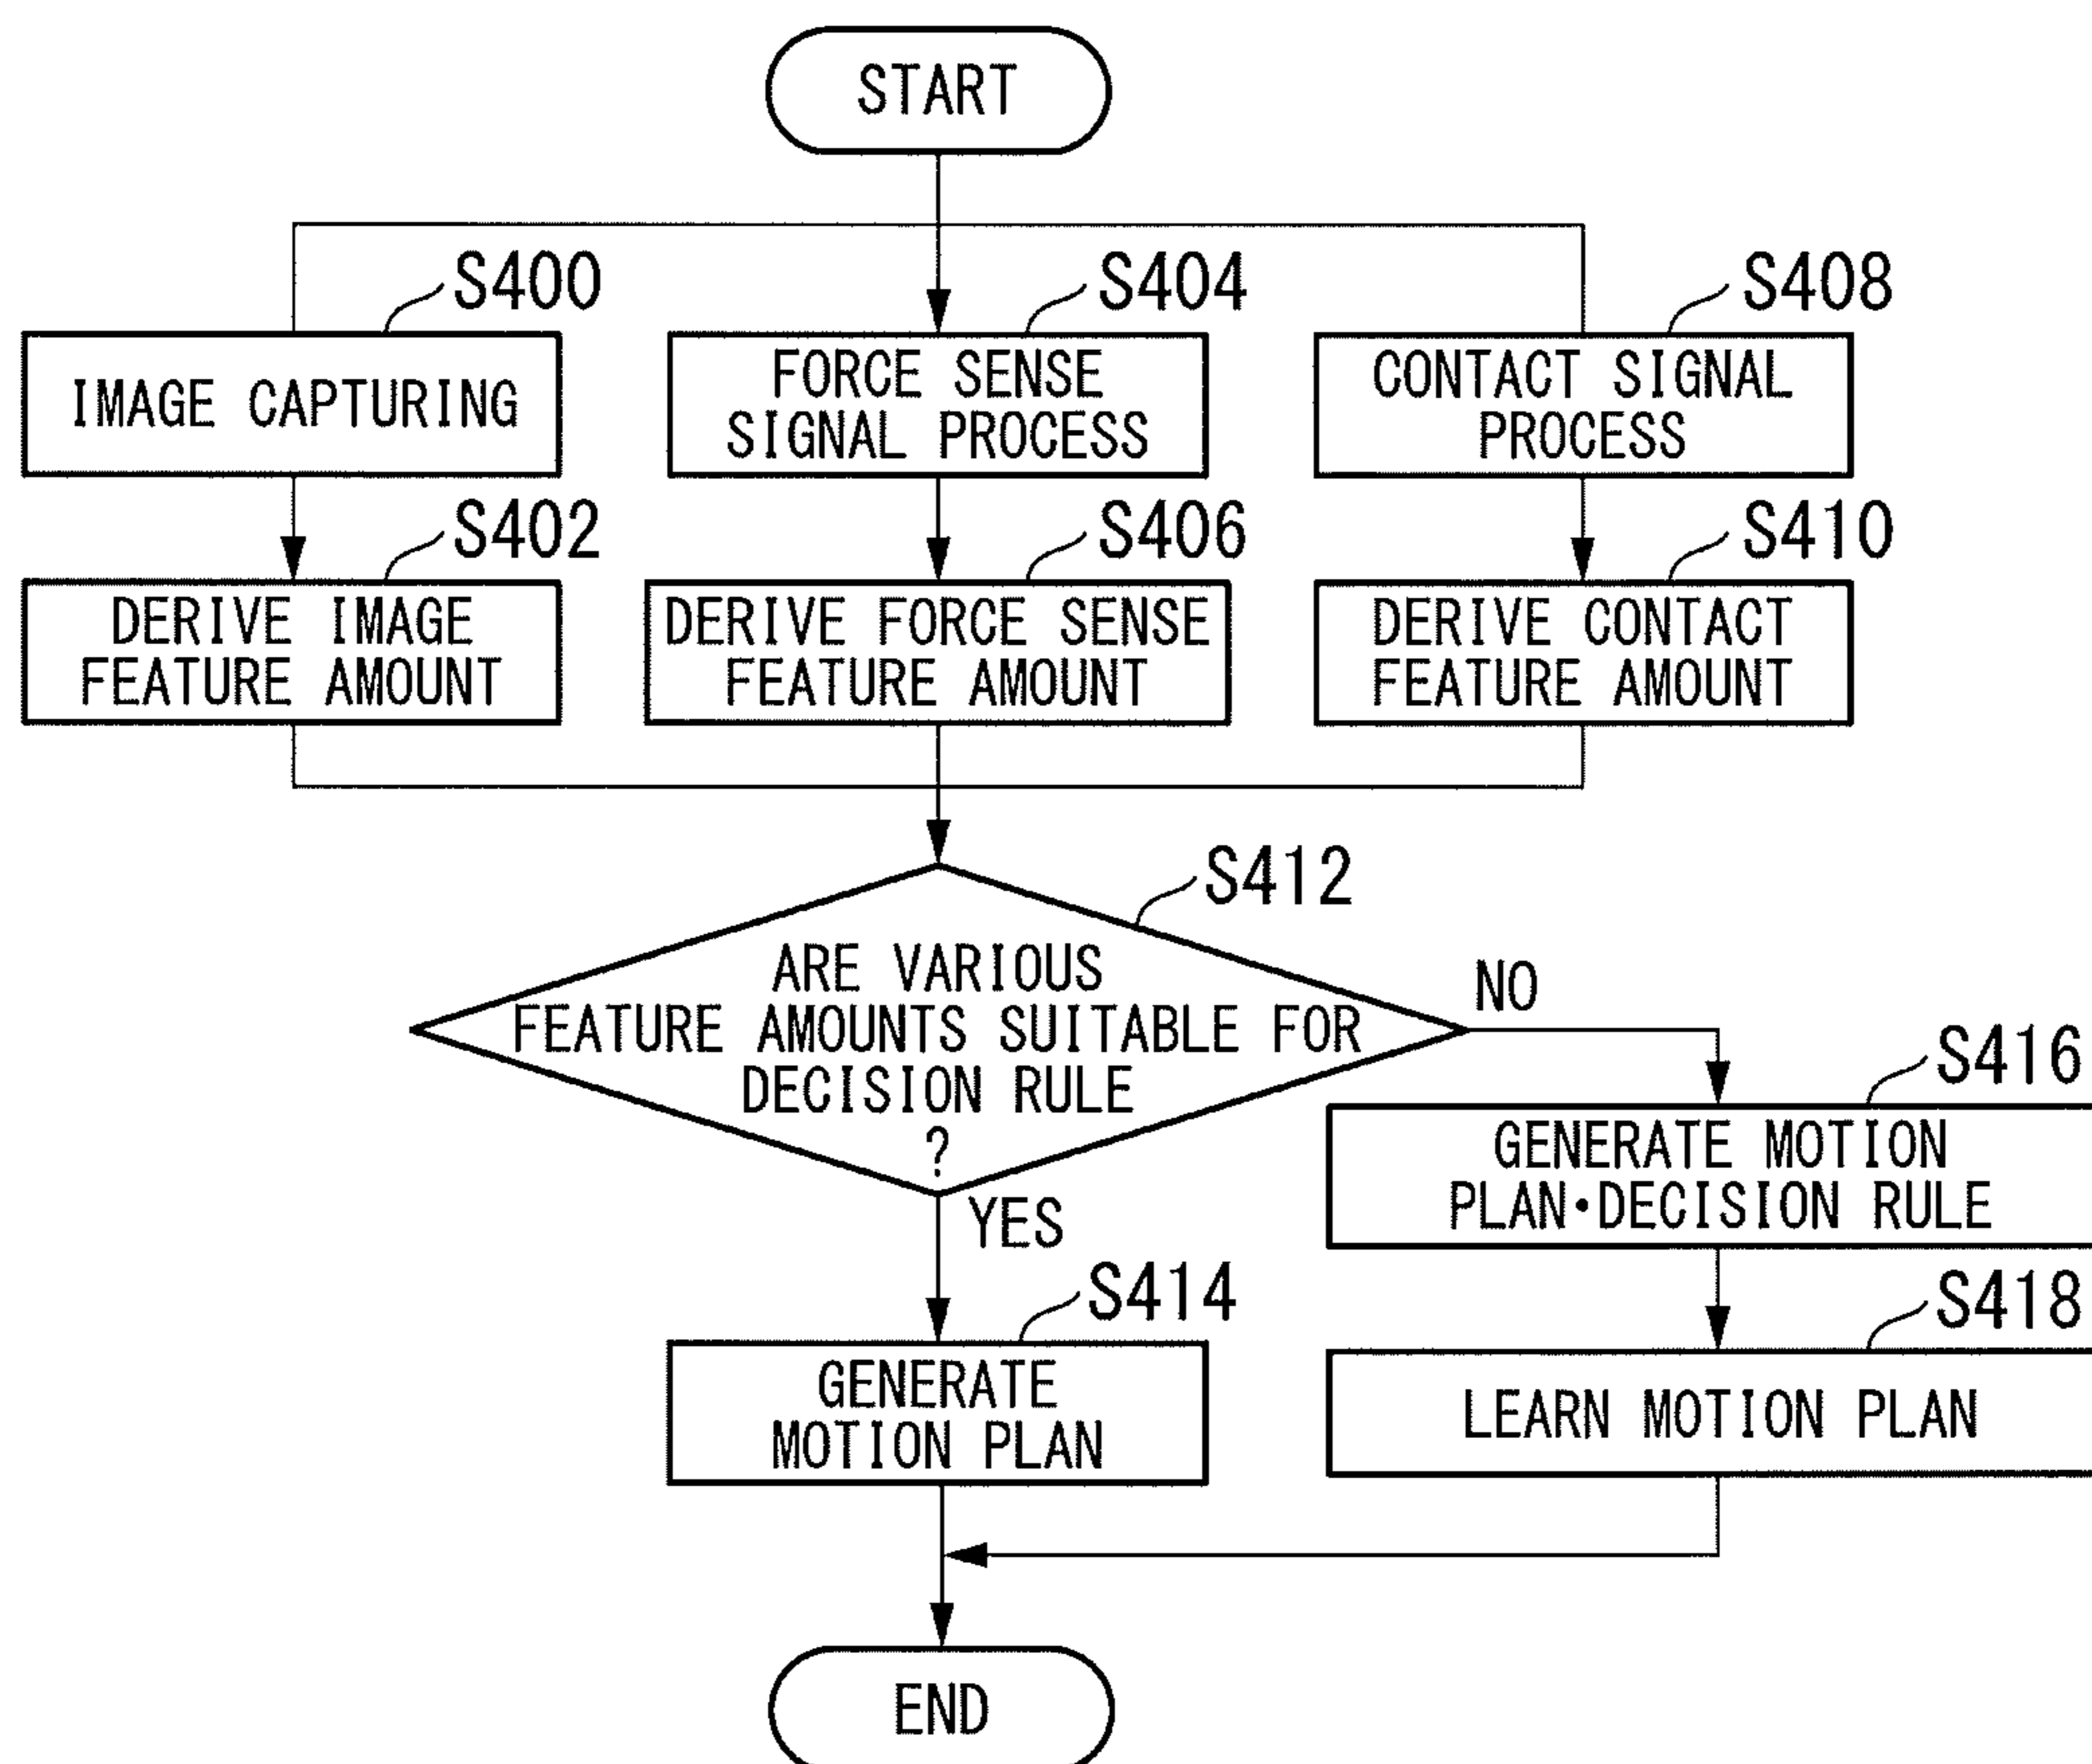 START
S400
S404
S408
IMAGE CAPTURING
FORCE SENSE
SIGNAL PROCESS
CONTACT SIGNAL
PROCESS
S402
S406
S410
DERIVE IMAGE
FEATURE AMOUNT
DERIVE FORCE SENSE
FEATURE AMOUNT
DERIVE CONTACT
FEATURE AMOUNT
S412
ARE VARIOUS
FEATURE AMOUNTS SUITABLE FOR
DECISION RULE
?
NO
YES
S416
GENERATE MOTION
PLAN•DECISION RULE
S414
GENERATE
MOTION PLAN
S418
LEARN MOTION PLAN
END